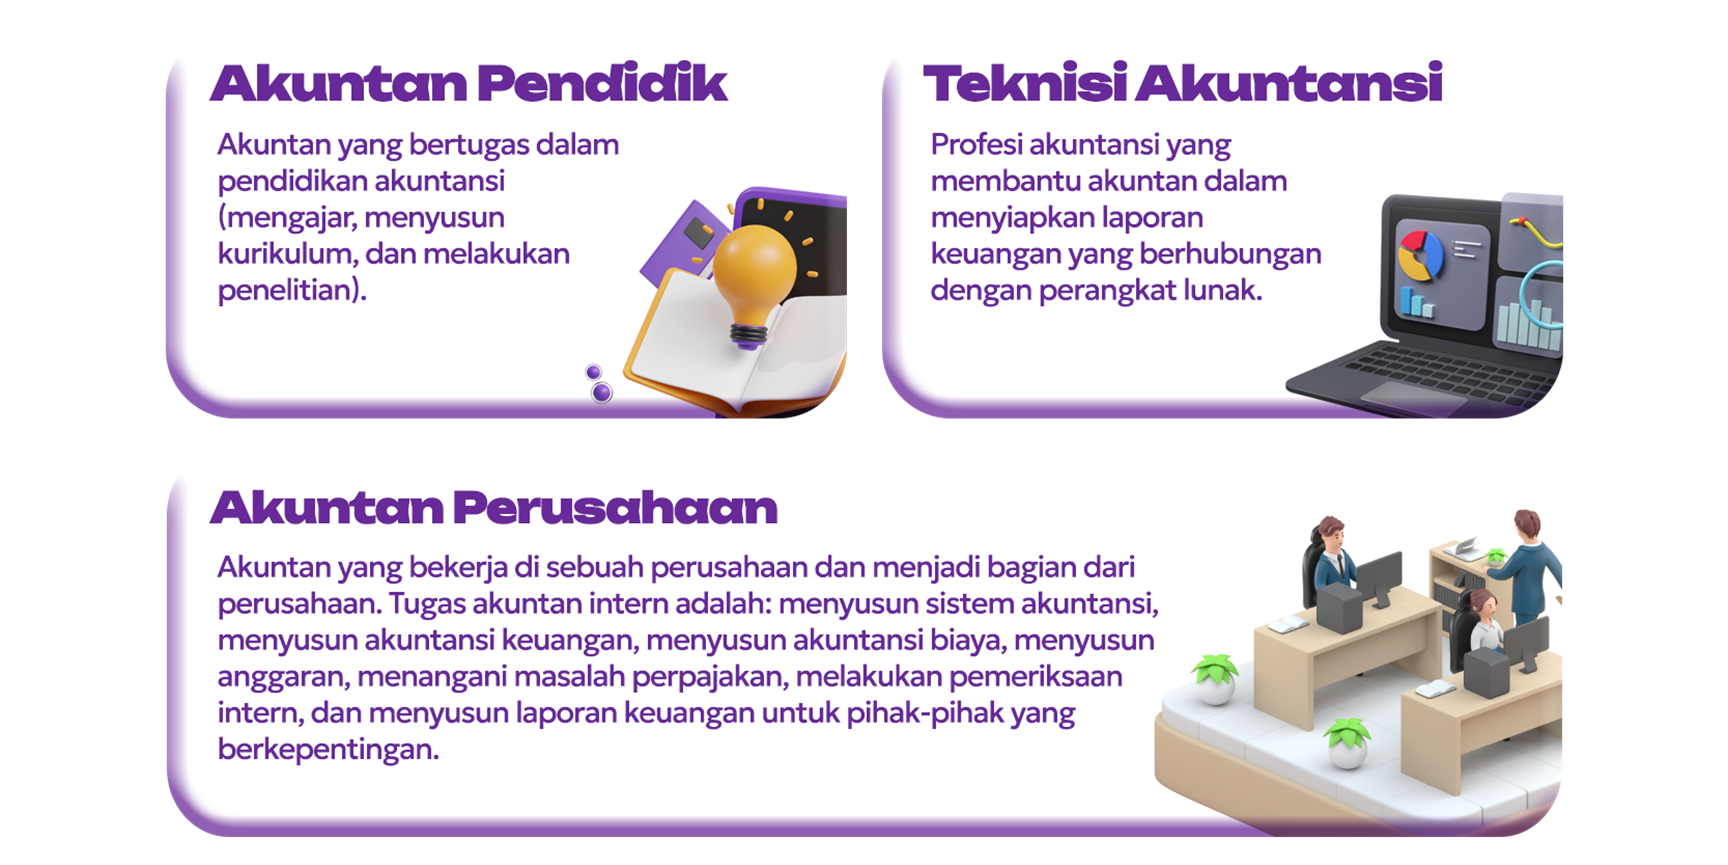 Akuntan Pendidik
Akuntan yang bertugas dalam
pendidikan akuntansi
(mengajar, menyusun
kurikulum, dan melakukan
penelitian).
Teknisi Akuntansi
Profesi akuntansi yang
membantu akuntan dalam
menyiapkan laporan
keuangan yang berhubungan
dengan perangkat lunak.
Akuntan Perusahaan
Akuntan yang bekerja di sebuah perusahaan dan menjadi bagian dari
perusahaan. Tugas akuntan intern adalah: menyusun sistem akuntansi,
menyusun akuntansi keuangan, menyusun akuntansi biaya, menyusun
anggaran, menangani masalah perpajakan, melakukan pemeriksaan
intern, dan menyusun laporan keuangan untuk pihak-pihak yang
berkepentingan.